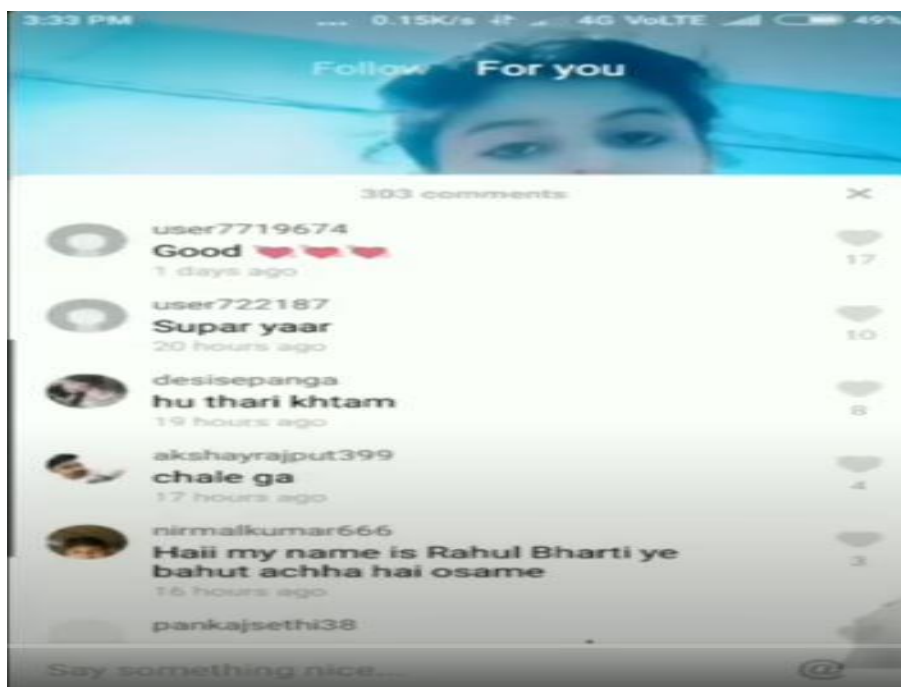 3:33 PM ... 0.15K/s 4G VoLTE 49%
Follow For you
303 comments
user7719674
Good
1 days ago
17
user722187
Supar yaar
20 hours ago
10
desisepanga
hu thari khtam
19 hours ago
8
akshayrajput399
chale ga
17 hours ago
4
nirmalkumar666
Haii my name is Rahul Bharti ye
bahut achha hai osame
16 hours ago
3
pankajsethi38
Say something nice...
@